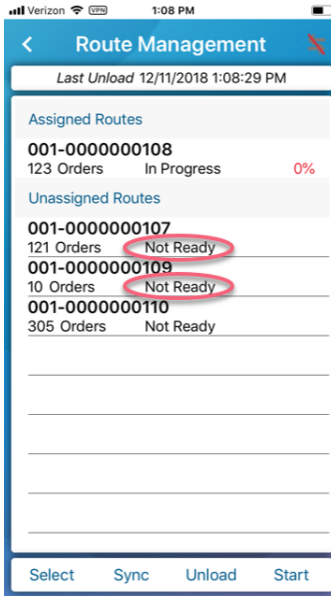 Verizon VPN 1:08 PM
Route Management
Last Unload 12/11/2018 1:08:29 PM
Assigned Routes
001-0000000108
123 Orders In Progress 0%
Unassigned Routes
001-0000000107
121 Orders Not Ready
001-0000000109
10 Orders Not Ready
001-0000000110
305 Orders Not Ready
Select Sync Unload Start